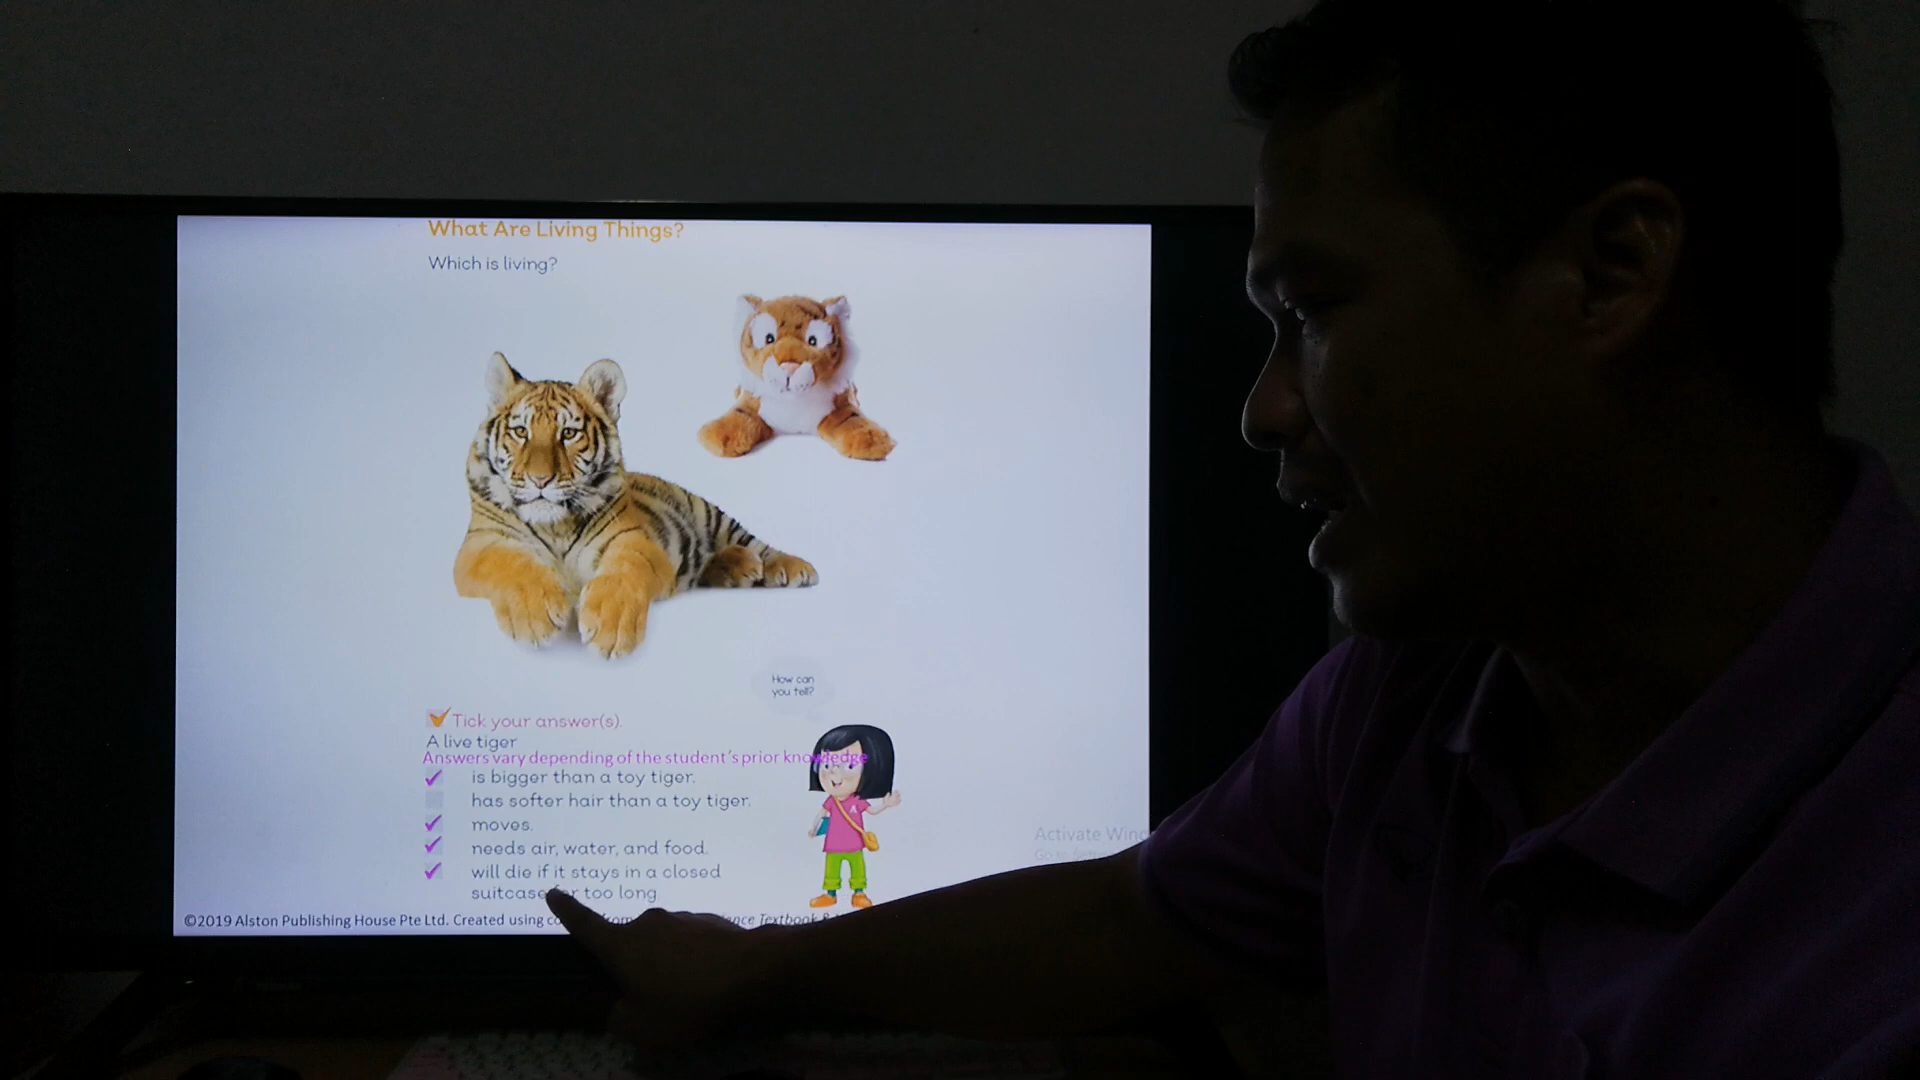 What Are Living Things?
Which is living?
How can
you tell?
Tick your answer(s).
A live tiger
Answers vary depending of the student's prior knowledge
is bigger than a toy tiger.
has softer hair than a toy tiger.
moves.
needs air, water, and food.
will die if it stays in a closed
suitcase for too long.
Activate Wind
©2019 Alston Publishing House Pte Ltd. Created using from Textbook &